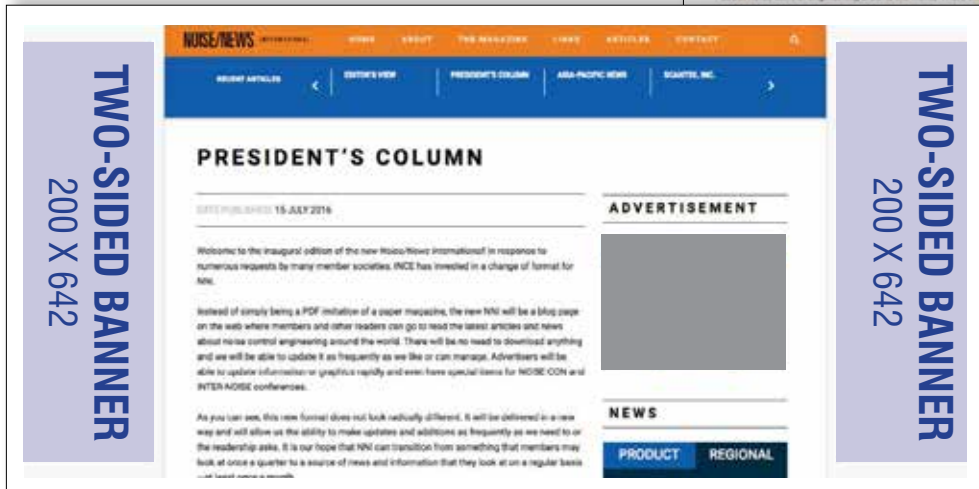 TWO-SIDED BANNER
200 X 642
NOISE/NEWS INTERNATIONAL
HOME ABOUT THE MAGAZINE LINKS ARTICLES CONTACT
RECENT ARTICLES EDITOR'S VIEW PRESIDENT'S COLUMN ASIA-PACIFIC NEWS SCANTEK, INC.
PRESIDENT'S COLUMN
DATE PUBLISHED: 15 JULY 2016
Welcome to the inaugural edition of the new Noise/News International! In response to
numerous requests by many member societies, INCE has invested in a change of format for
NNI.
Instead of simply being a PDF imitation of a paper magazine, the new NNI will be a blog page
on the web where members and other readers can go to read the latest articles and news
about noise control engineering around the world. There will be no need to download anything
and we will be able to update it as frequently as we like or can manage. Advertisers will be
able to update information or graphics rapidly and even have special items for NOISE-CON and
INTER-NOISE conferences.
As you can see, this new format does not look radically different. It will be delivered in a new
way and will allow us the ability to make updates and additions as frequently as we need to or
the readership asks. It is our hope that NNI can transition from something that members may
look at once a quarter to a source of news and information that they look at on a regular basis
—at least once a month.
ADVERTISEMENT
NEWS
PRODUCT REGIONAL
TWO-SIDED BANNER
200 X 642